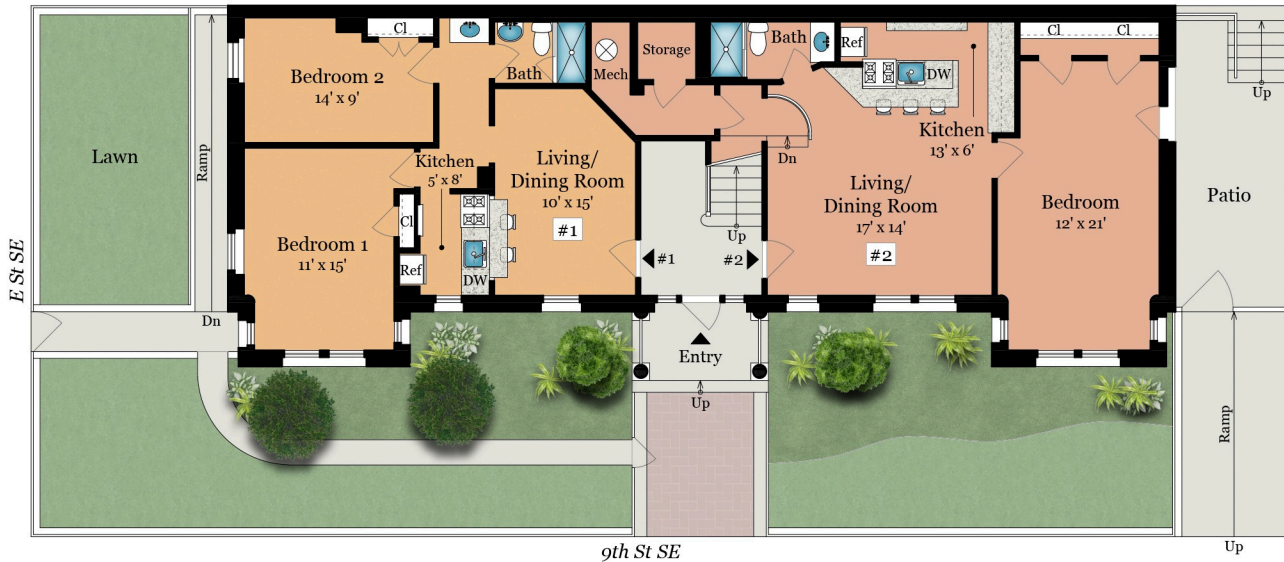 Cl
Bedroom 2
14' x 9'
Bath
Mech
Storage
Bath
Ref
DW
Kitchen
13' x 6'
Cl
Cl
Up
Lawn
Ramp
Kitchen
5' x 8'
Living/
Dining Room
10' x 15'
#1
Dn
Up
Living/
Dining Room
17' x 14'
#2
Bedroom
12' x 21'
Patio
Bedroom 1
11' x 15'
Cl
Ref
DW
#1
#2
E St SE
Dn
Entry
Up
Ramp
Up
9th St SE